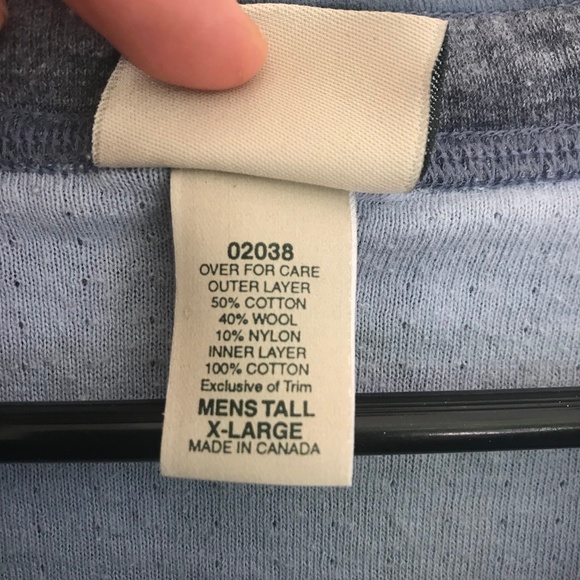 02038
OVER FOR CARE
OUTER LAYER
50% COTTON
40% WOOL
10% NYLON
INNER LAYER
100% COTTON
Exclusive of Trim
MENS TALL
X-LARGE
MADE IN CANADA